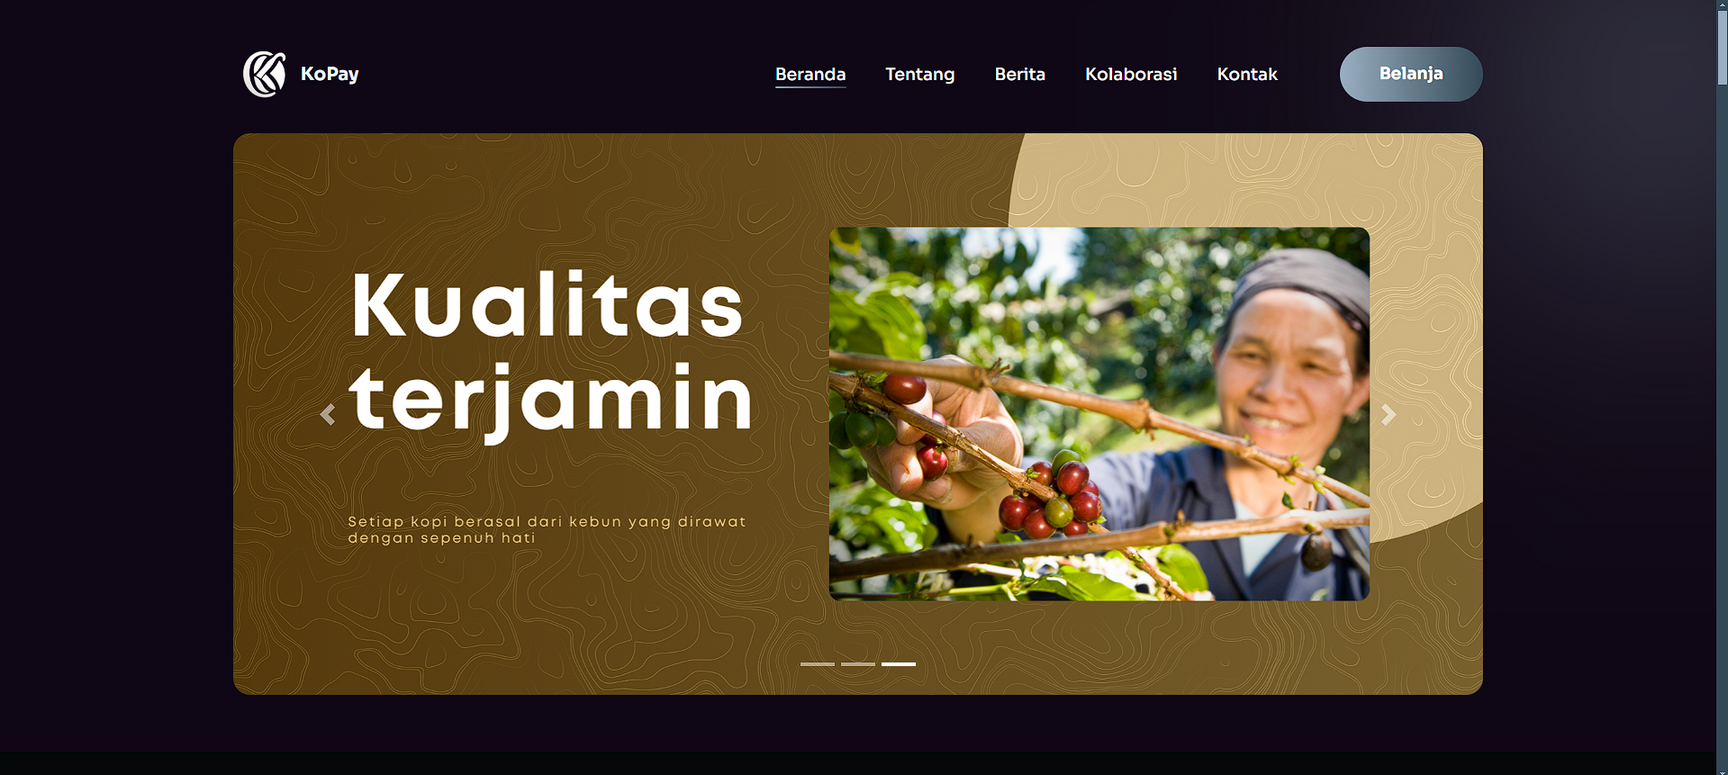 KoPay
Beranda
Tentang
Berita
Kolaborasi
Kontak
Belanja
Kualitas
terjamin
Setiap kopi berasal dari kebun yang dirawat
dengan sepenuh hati